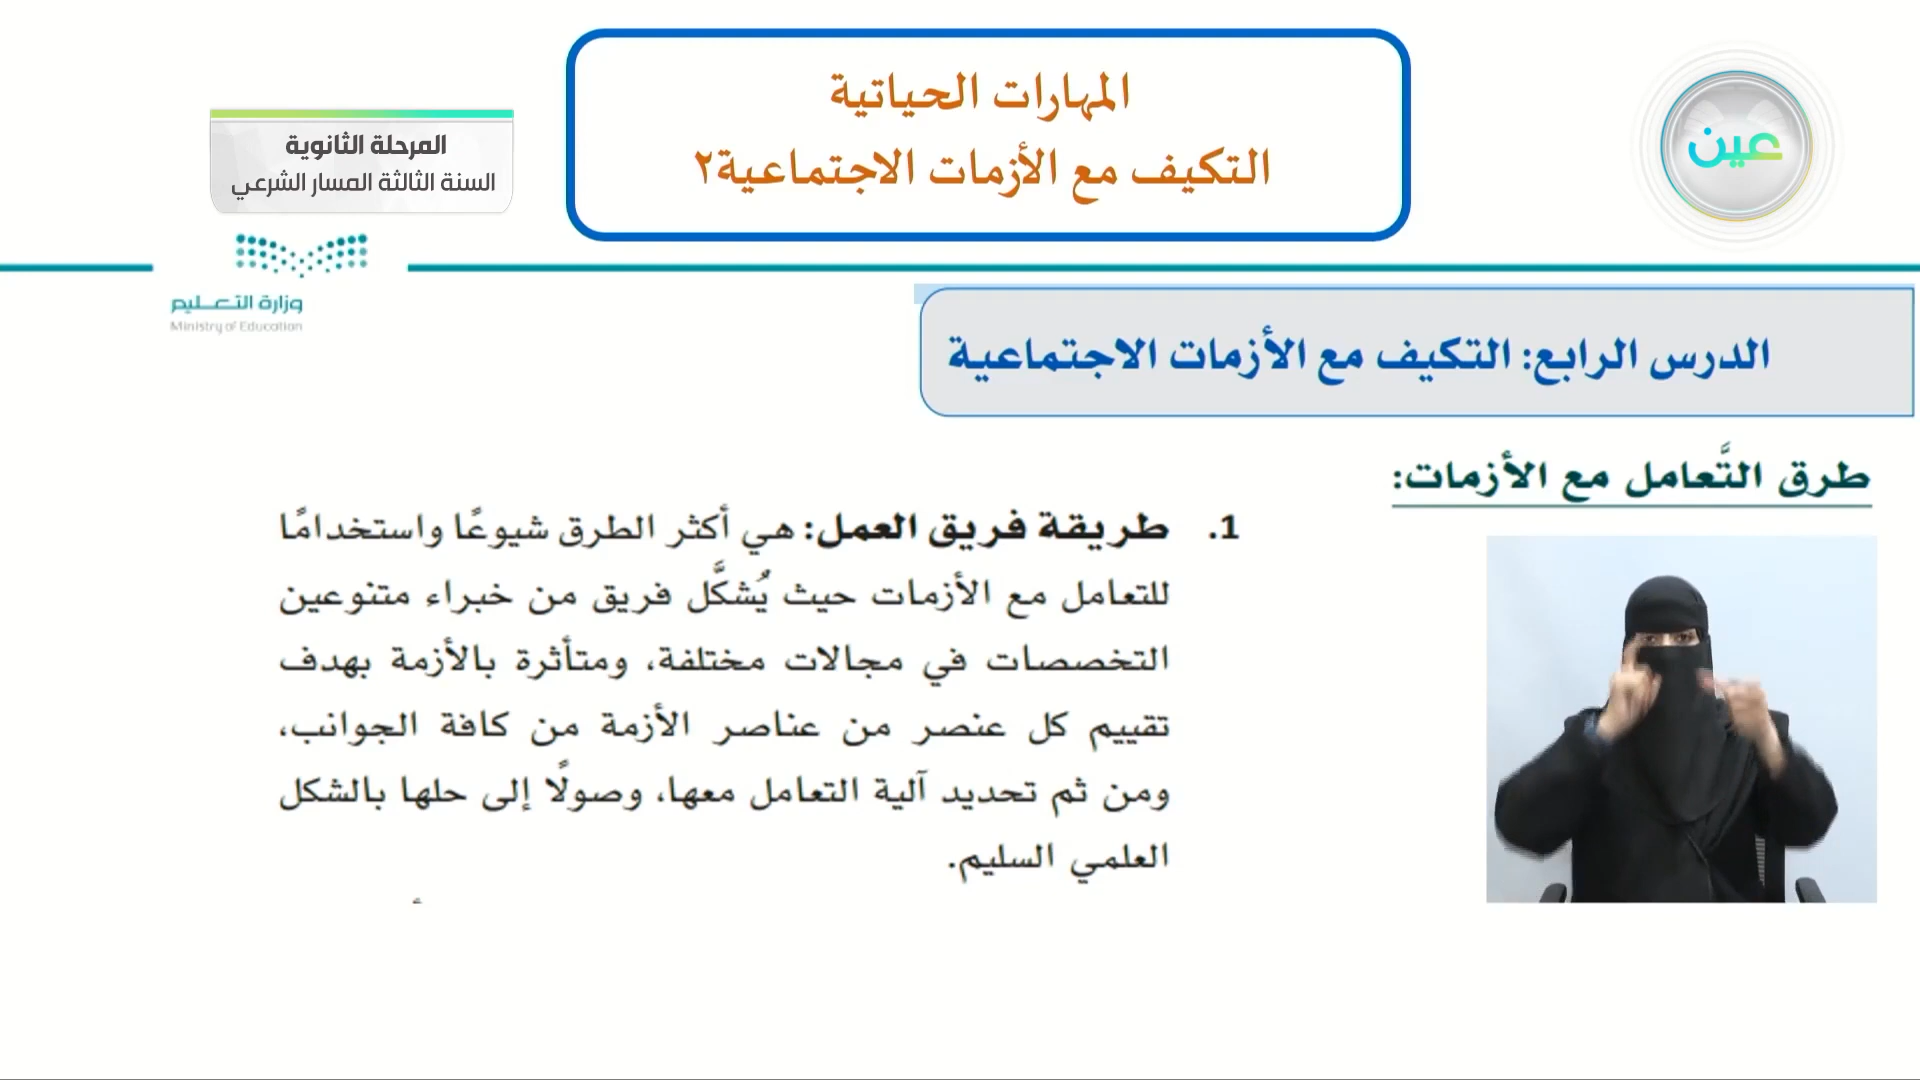 المهارات الحياتية
التكيف مع الأزمات الاجتماعية٢
عين
المرحلة الثانوية
السنة الثالثة المسار الشرعي
وزارة التعليم
Ministry of Education
الدرس الرابع: التكيف مع الأزمات الاجتماعية
طرق التَّعامل مع الأزمات:
1. طريقة فريق العمل: هي أكثر الطرق شيوعًا واستخدامًا
للتعامل مع الأزمات حيث يُشكَّل فريق من خبراء متنوعين
التخصصات في مجالات مختلفة، ومتأثرة بالأزمة بهدف
تقييم كل عنصر من عناصر الأزمة من كافة الجوانب،
ومن ثم تحديد آلية التعامل معها، وصولًا إلى حلها بالشكل
العلمي السليم.